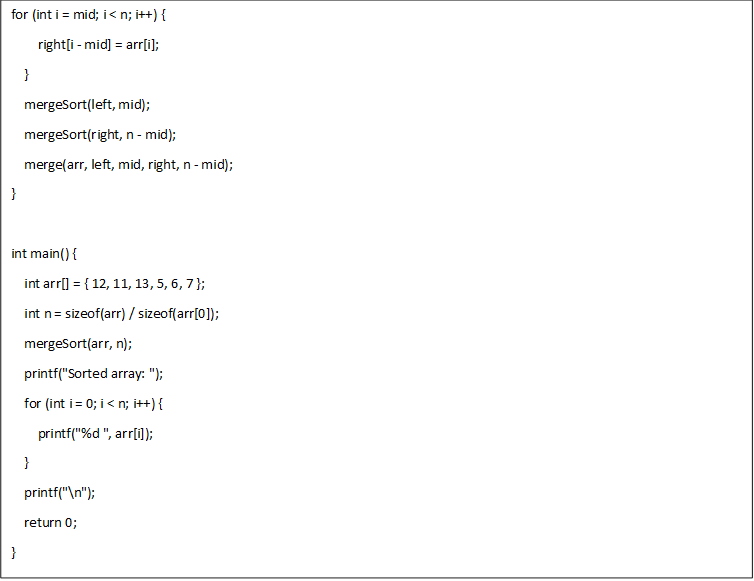 for (int i = mid; i < n; i++) {
right[i - mid] = arr[i];
}
mergeSort(left, mid);
mergeSort(right, n - mid);
merge(arr, left, mid, right, n - mid);
}
int main() {
int arr[] = { 12, 11, 13, 5, 6, 7 };
int n = sizeof(arr) / sizeof(arr[0]);
mergeSort(arr, n);
printf("Sorted array: ");
for (int i = 0; i < n; i++) {
printf("%d ", arr[i]);
}
printf("\n");
return 0;
}